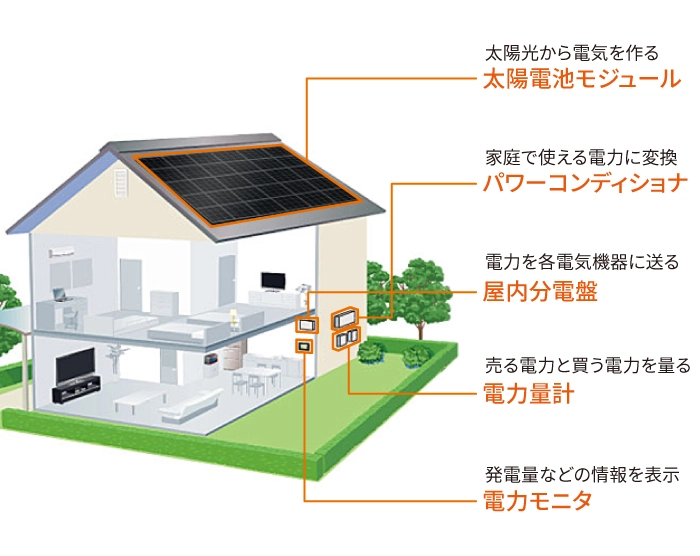 太陽光から電気を作る
太陽電池モジュール
家庭で使える電力に変換
パワーコンディショナ
電力を各電気機器に送る
屋内分電盤
売る電力と買う電力を量る
電力量計
発電量などの情報を表示
電力モニタ